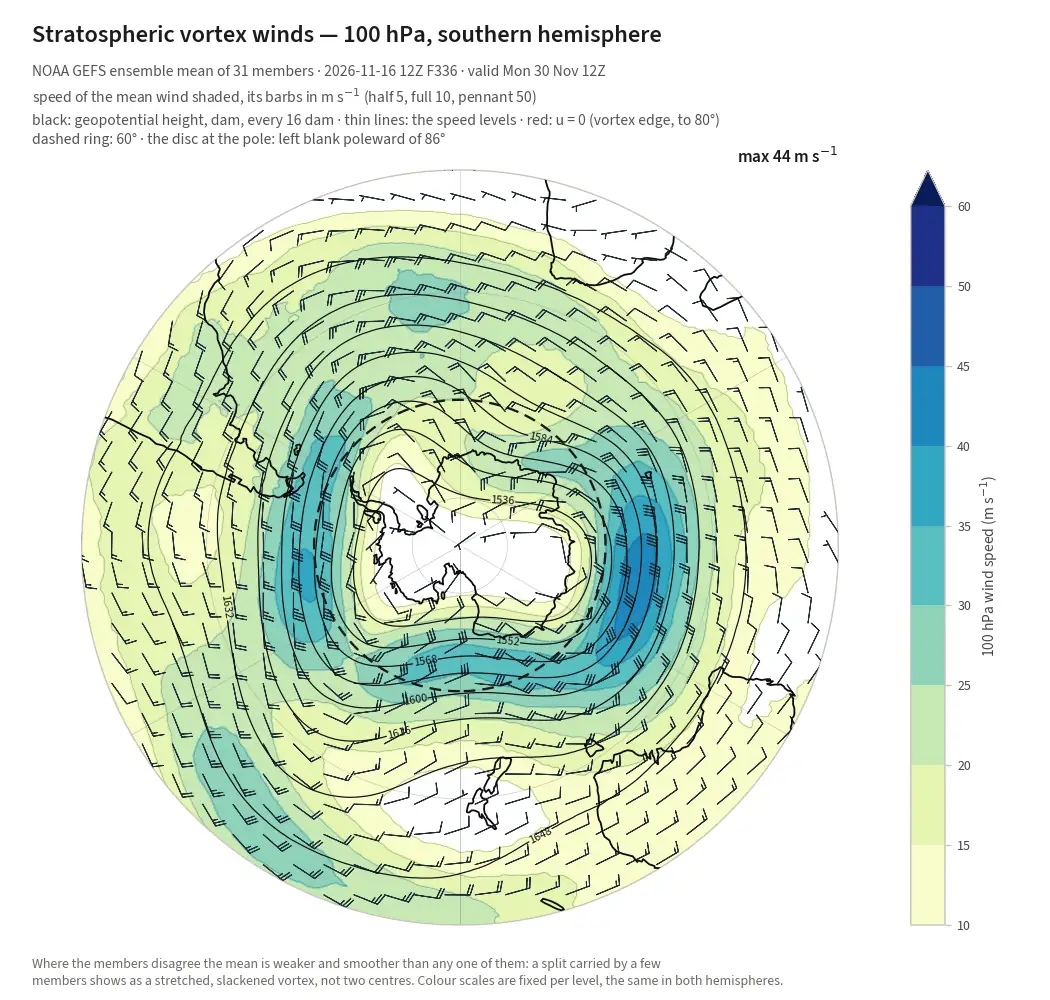 Stratospheric vortex winds — 100 hPa, southern hemisphere
NOAA GEFS ensemble mean of 31 members · 2026-11-16 12Z F336 · valid Mon 30 Nov 12Z
speed of the mean wind shaded, its barbs in m s⁻¹ (half 5, full 10, pennant 50)
black: geopotential height, dam, every 16 dam · thin lines: the speed levels · red: u = 0 (vortex edge, to 80°)
dashed ring: 60° · the disc at the pole: left blank poleward of 86°
max 44 m s⁻¹
60
50
45
40
35
30
25
20
15
10
100 hPa wind speed (m s⁻¹)
1584
1536
1632
1552
1568
1600
1616
1648
Where the members disagree the mean is weaker and smoother than any one of them: a split carried by a few
members shows as a stretched, slackened vortex, not two centres. Colour scales are fixed per level, the same in both hemispheres.